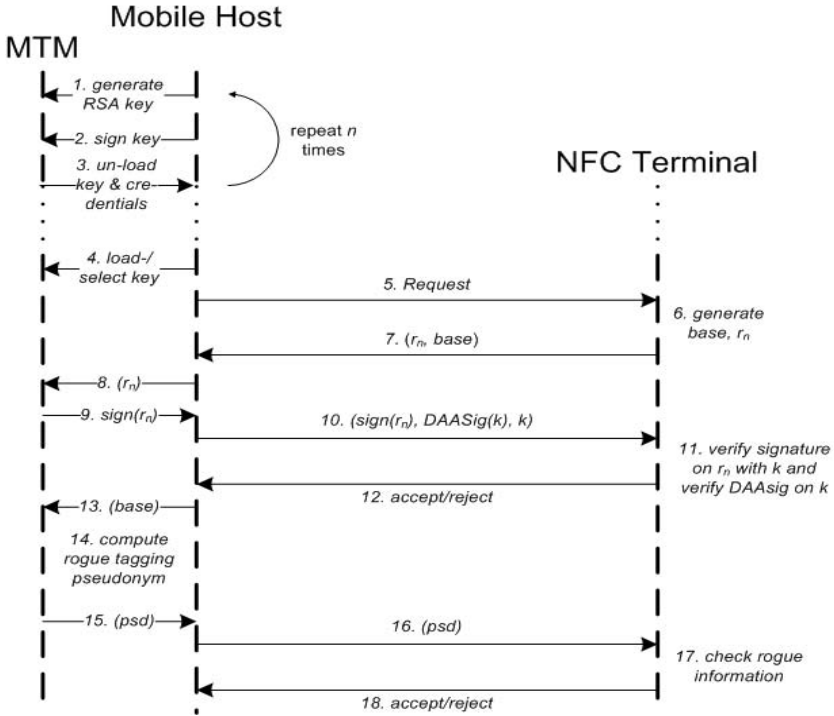 Mobile Host
MTM
1. generate
RSA key
2. sign key
repeat n
times
3. un-load
key & cre-
dentials
NFC Terminal
4. load-/
select key
5. Request
6. generate
base, rn
7. (rn, base)
8. (rn)
9. sign(rn)
10. (sign(rn), DAASig(k), k)
11. verify signature
on rn with k and
verify DAAsig on k
12. accept/reject
13. (base)
14. compute
rogue tagging
pseudonym
15. (psd)
16. (psd)
17. check rogue
information
18. accept/reject